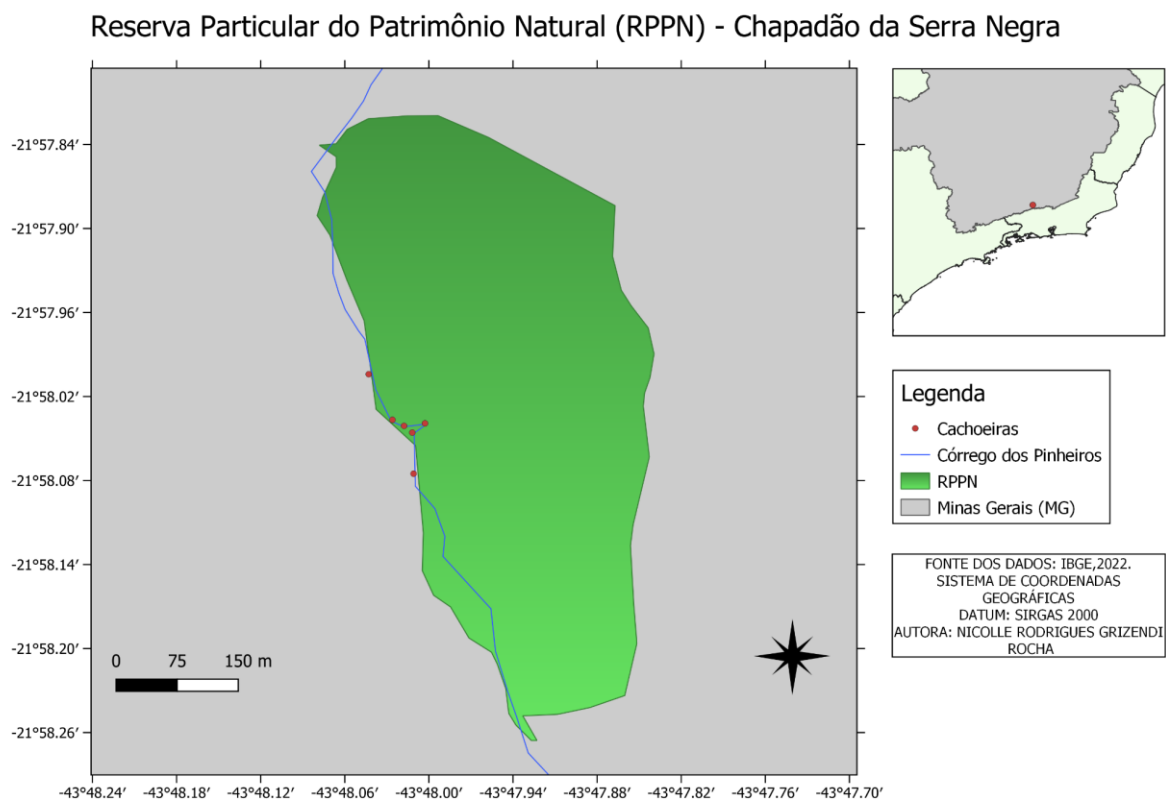 Reserva Particular do Patrimônio Natural (RPPN) - Chapadão da Serra Negra
-21°57.84'
-21°57.90'
-21°57.96'
-21°58.02'
-21°58.08'
-21°58.14'
-21°58.20'
-21°58.26'
0 75 150 m
-43°48.24' -43°48.18' -43°48.12' -43°48.06' -43°48.00' -43°47.94' -43°47.88' -43°47.82' -43°47.76' -43°47.70'
Legenda
Cachoeiras
Córrego dos Pinheiros
RPPN
Minas Gerais (MG)
FONTE DOS DADOS: IBGE,2022.
SISTEMA DE COORDENADAS
GEOGRÁFICAS
DATUM: SIRGAS 2000
AUTORA: NICOLLE RODRIGUES GRIZENDI
ROCHA